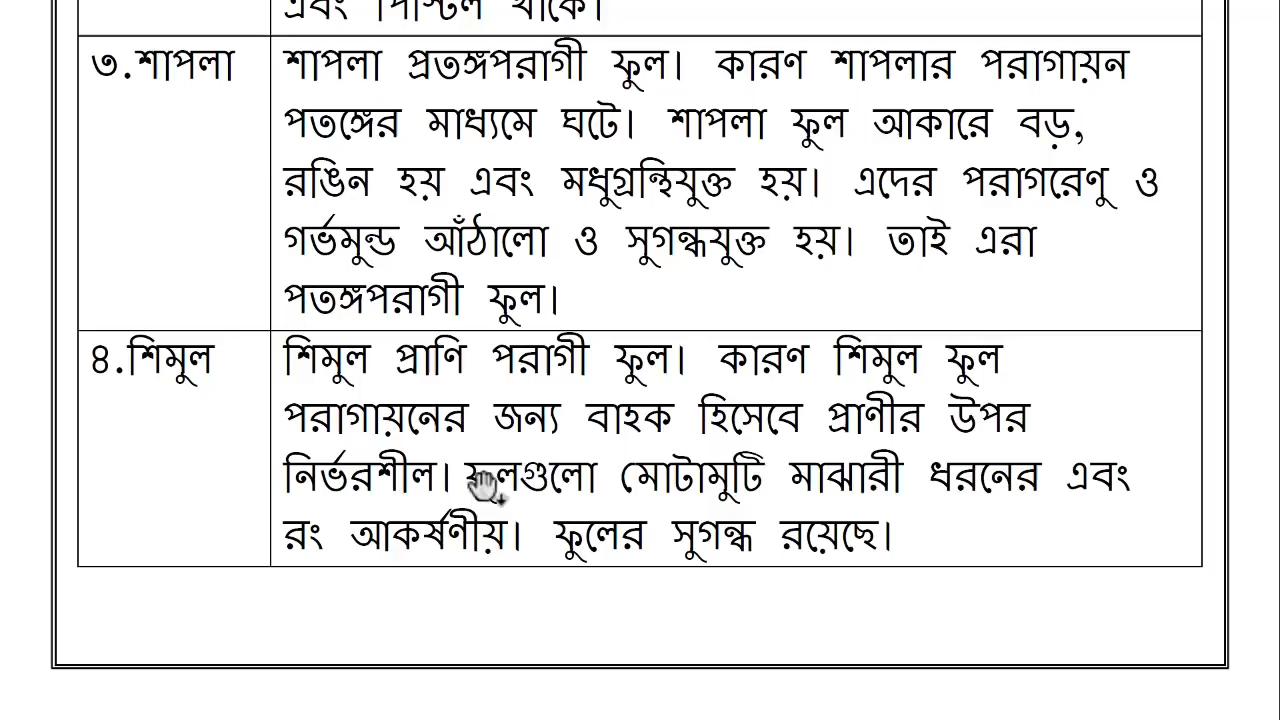 এবং পিস্টিল থাকে।
৩.শাপলা
শাপলা প্রতঙ্গপরাগী ফুল। কারণ শাপলার পরাগায়ন
পতঙ্গের মাধ্যমে ঘটে। শাপলা ফুল আকারে বড়,
রঙিন হয় এবং মধুগ্রন্থিযুক্ত হয়। এদের পরাগরেণু ও
গর্ভমুন্ড আঁঠালো ও সুগন্ধযুক্ত হয়। তাই এরা
পতঙ্গপরাগী ফুল।
৪.শিমুল
শিমুল প্রাণি পরাগী ফুল। কারণ শিমুল ফুল
পরাগায়নের জন্য বাহক হিসেবে প্রাণীর উপর
নির্ভরশীল। ফুলগুলো মোটামুটি মাঝারী ধরনের এবং
রং আকর্ষণীয়। ফুলের সুগন্ধ রয়েছে।